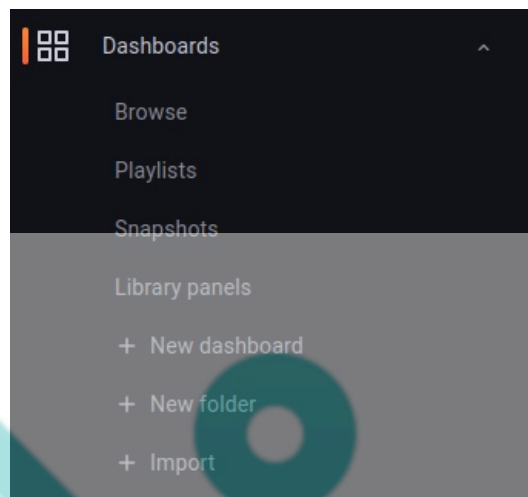 Dashboards
Browse
Playlists
Snapshots
Library panels
+ New dashboard
+ New folder
+ Import